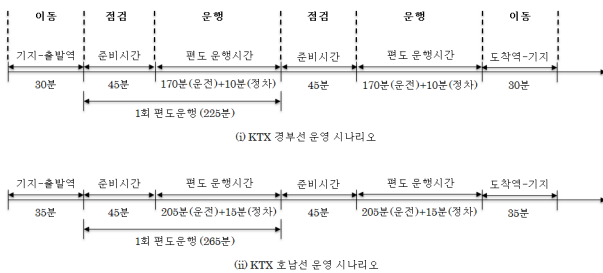 이동 점검 운행 점검 운행 이동
기지-출발역 준비시간 편도 운행시간 준비시간 편도 운행시간 도착역-기지
30분 45분 170분(운전)+10분(정차) 45분 170분(운전)+10분(정차) 30분
1회 편도운행 (225분)
(i) KTX 경부선 운영 시나리오
기지-출발역 준비시간 편도 운행시간 준비시간 편도 운행시간 도착역-기지
35분 45분 205분(운전)+15분(정차) 45분 205분(운전)+15분(정차) 35분
1회 편도운행 (265분)
(ii) KTX 호남선 운영 시나리오